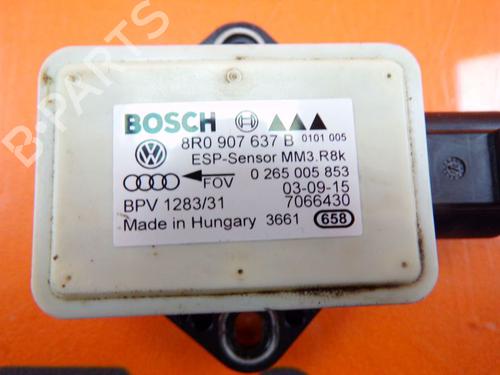 B-PARTS
BOSCH
8R0 907 637 B 0101 005
ESP-Sensor MM3.R8k
FOV 0 265 005 853
03-09-15
BPV 1283/31 7066430
Made in Hungary 3661 658